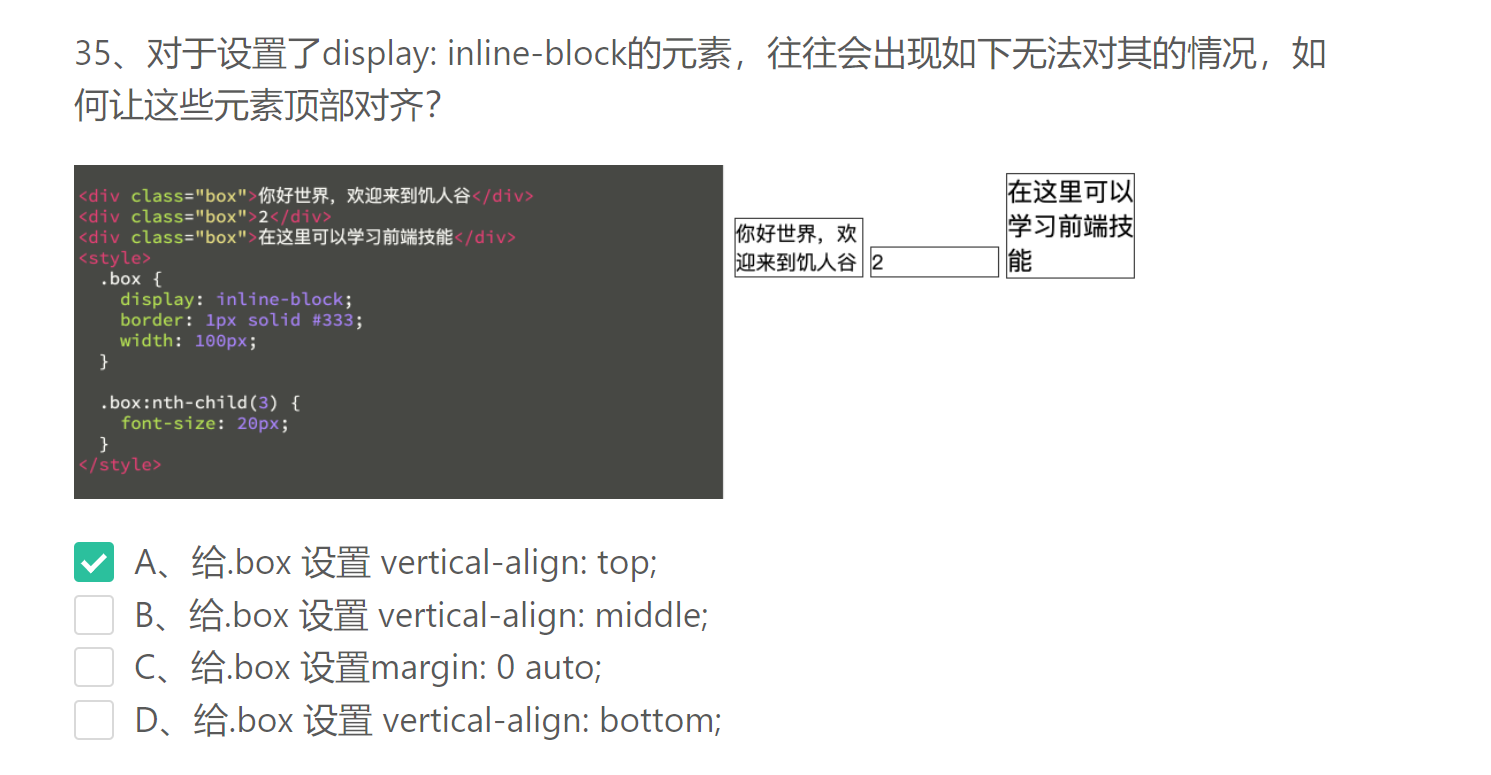 35、对于设置了display: inline-block的元素，往往会出现如下无法对其的情况，如
何让这些元素顶部对齐？
<div class="box">你好世界，欢迎来到饥人谷</div>
<div class="box">2</div>
<div class="box">在这里可以学习前端技能</div>
<style>
.box {
display: inline-block;
border: 1px solid #333;
width: 100px;
}
.box:nth-child(3) {
font-size: 20px;
}
</style>
你好世界，欢
迎来到饥人谷
2
在这里可以
学习前端技
能
A、给.box 设置 vertical-align: top;
B、给.box 设置 vertical-align: middle;
C、给.box 设置margin: 0 auto;
D、给.box 设置 vertical-align: bottom;